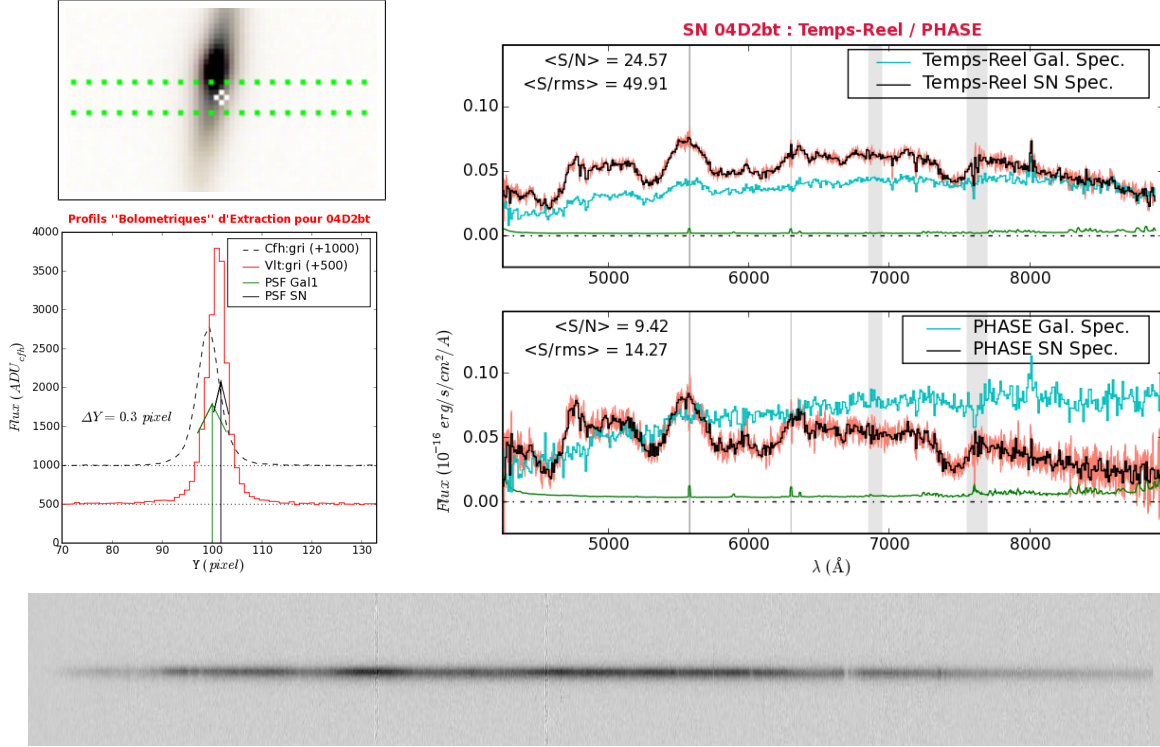 SN 04D2bt : Temps-Reel / PHASE
<S/N> = 24.57
<S/rms> = 49.91
Temps-Reel Gal. Spec.
Temps-Reel SN Spec.
0.10
0.05
0.00
5000 6000 7000 8000
Profils ''Bolometriques'' d'Extraction pour 04D2bt
4000
3500
3000
2500
2000
1500
1000
500
0
70 80 90 100 110 120 130
Flux ( ADU_cfh)
Y ( pixel)
Cfh:gri (+1000)
Vlt:gri (+500)
PSF Gal1
PSF SN
ΔY = 0.3 pixel
<S/N> = 9.42
<S/rms> = 14.27
PHASE Gal. Spec.
PHASE SN Spec.
0.10
0.05
0.00
5000 6000 7000 8000
Flux (10^−16 erg/s/cm^2/A)
λ (Å)